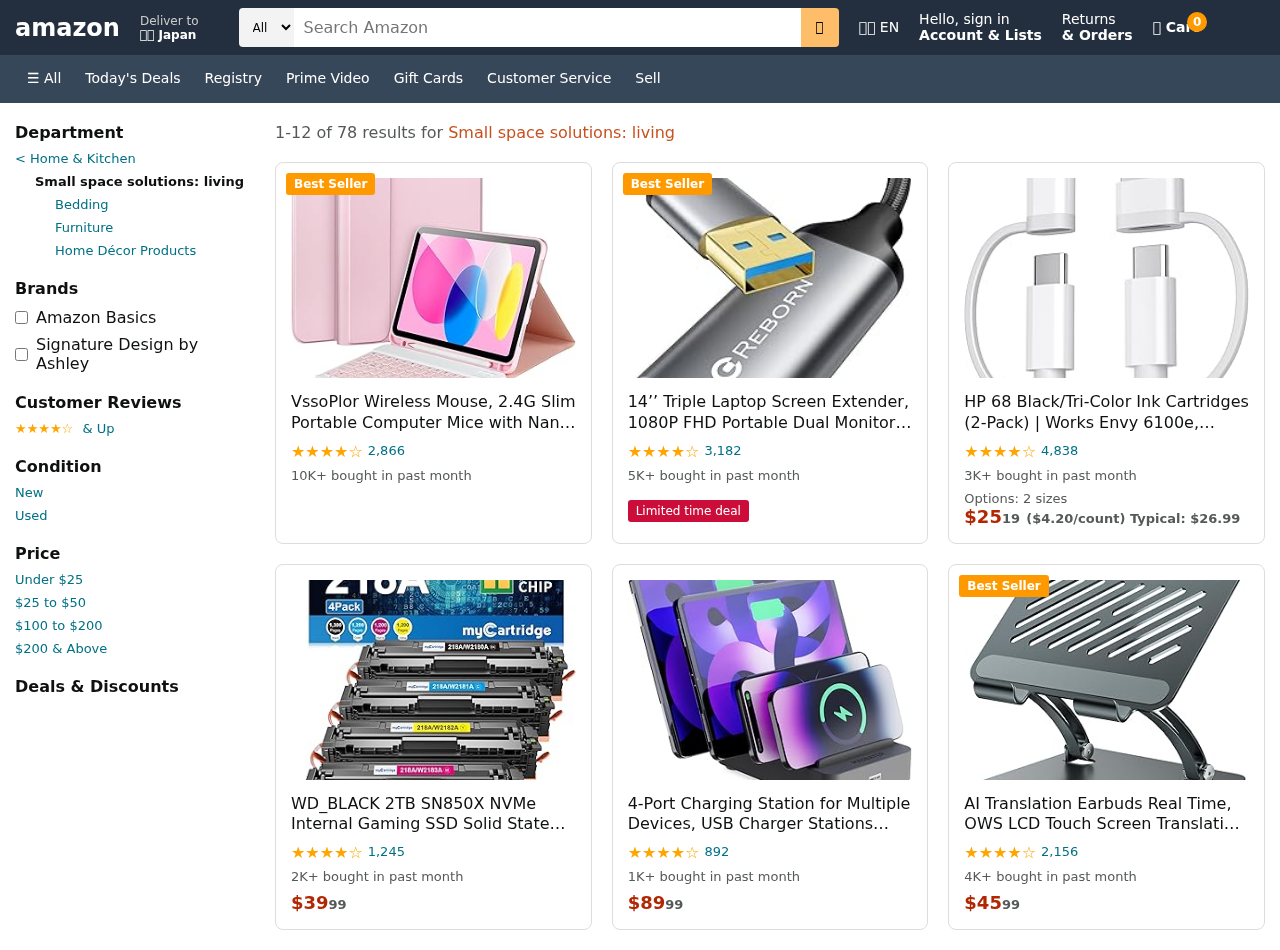 amazon
Deliver to
Japan
All
Search Amazon
EN
Hello, sign in
Account & Lists
Returns
& Orders
0
☰ All
Today's Deals
Registry
Prime Video
Gift Cards
Customer Service
Sell
Department
< Home & Kitchen
Small space solutions: living
Bedding
Furniture
Home Décor Products
Brands
Amazon Basics
Signature Design by
Ashley
Customer Reviews
★★★★☆ & Up
Condition
New
Used
Price
Under $25
$25 to $50
$100 to $200
$200 & Above
Deals & Discounts
1-12 of 78 results for Small space solutions: living
Best Seller
VssoPlor Wireless Mouse, 2.4G Slim
Portable Computer Mice with Nan…
★★★★☆ 2,866
10K+ bought in past month
Best Seller
REBORN
14’’ Triple Laptop Screen Extender,
1080P FHD Portable Dual Monitor…
★★★★☆ 3,182
5K+ bought in past month
Limited time deal
HP 68 Black/Tri-Color Ink Cartridges
(2-Pack) | Works Envy 6100e,…
★★★★☆ 4,838
3K+ bought in past month
Options: 2 sizes
$25 19 ($4.20/count) Typical: $26.99
218A
CHIP
4Pack
myCartridge
218A/W2180A
218A/W2181A
218A/W2182A
218A/W2183A
WD_BLACK 2TB SN850X NVMe
Internal Gaming SSD Solid State…
★★★★☆ 1,245
2K+ bought in past month
$39 99
4-Port Charging Station for Multiple
Devices, USB Charger Stations…
★★★★☆ 892
1K+ bought in past month
$89 99
Best Seller
AI Translation Earbuds Real Time,
OWS LCD Touch Screen Translati…
★★★★☆ 2,156
4K+ bought in past month
$45 99